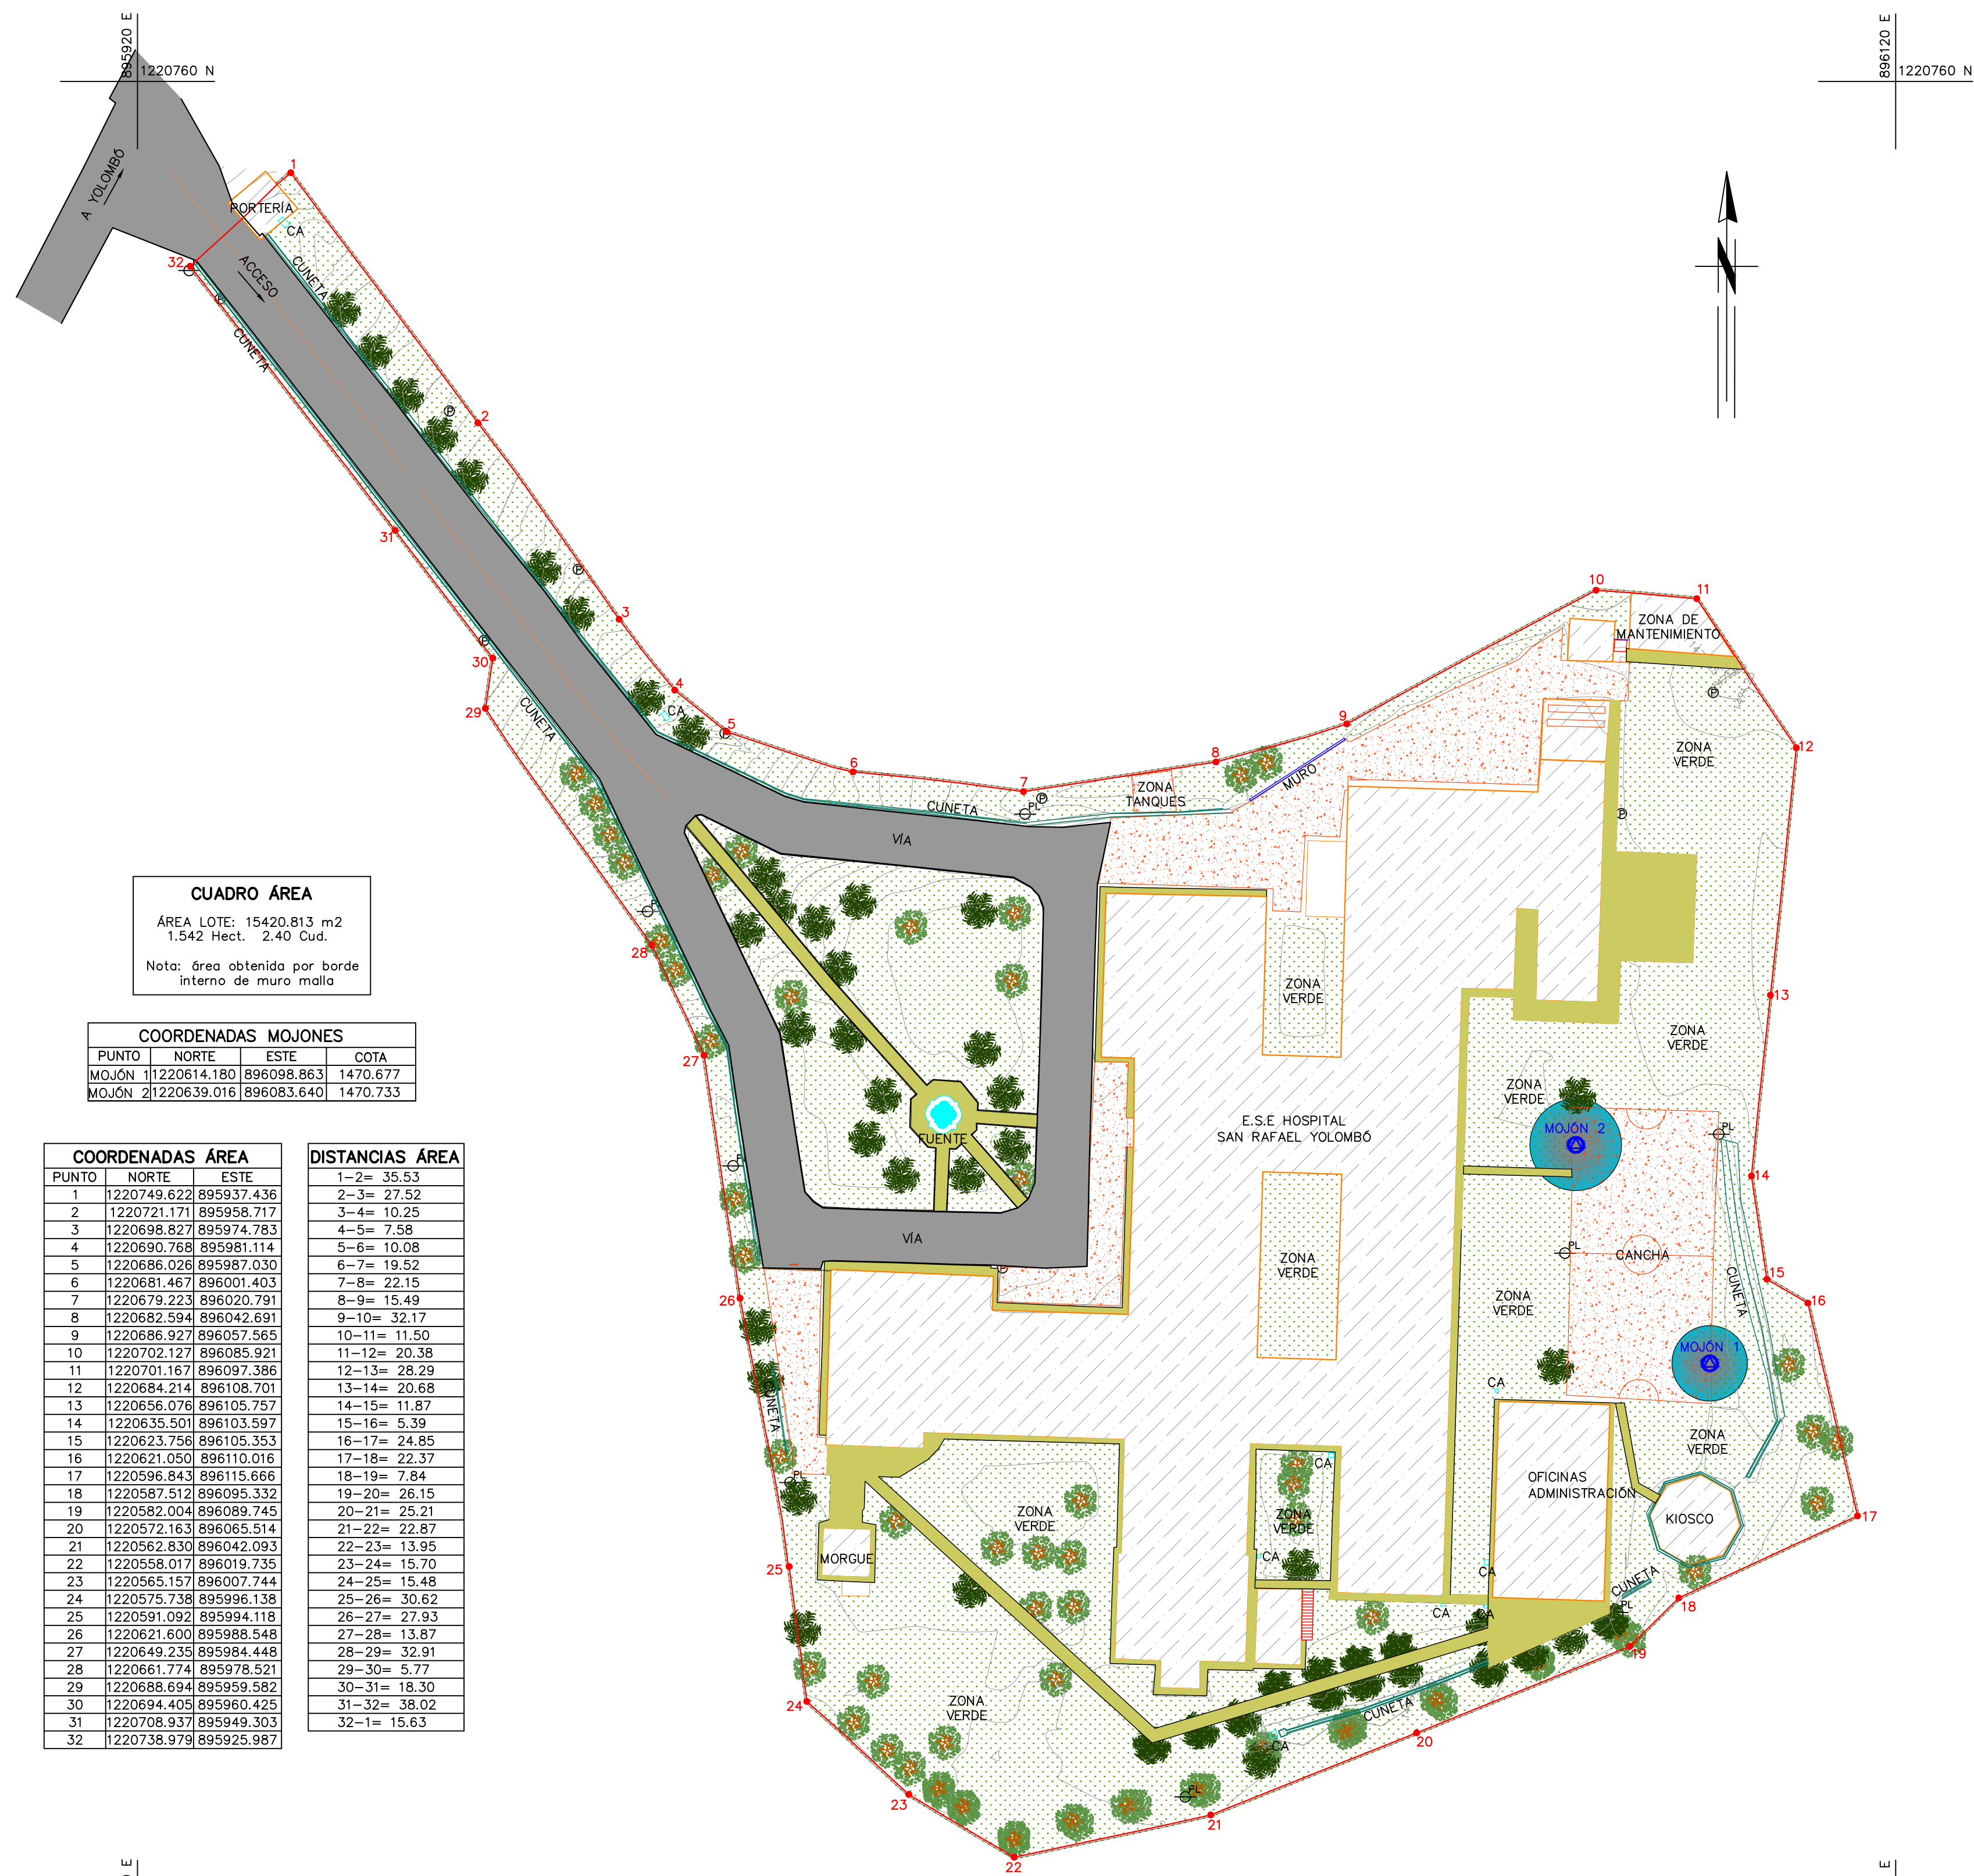 895920 E
1220760 N
896120 E
1220760 N
A YOLOMBÓ
PORTERÍA
CA
ACCESO
CUNETA
CUNETA
1
32
2
31
3
30
29
4
CA
5
CUNETA
6
7
PL
P
8
9
10
11
12
ZONA DE
MANTENIMIENTO
ZONA
VERDE
ZONA
TANQUES
MURO
CUNETA
VÍA
28
27
13
ZONA
VERDE
ZONA
VERDE
ZONA
VERDE
MOJÓN 2
PL
E.S.E HOSPITAL
SAN RAFAEL YOLOMBÓ
FUENTE
14
VÍA
ZONA
VERDE
PL
CANCHA
CUNETA
15
16
ZONA
VERDE
26
MOJÓN 1
CA
CUNETA
ZONA
VERDE
PL
CA
OFICINAS
ADMINISTRACIÓN
KIOSCO
17
ZONA
VERDE
ZONA
VERDE
MORGUE
25
CA
CA
CUNETA
CA
CA
PL
18
19
24
ZONA
VERDE
CUNETA
20
CA
PL
23
21
22
CUADRO ÁREA
ÁREA LOTE: 15420.813 m2
1.542 Hect. 2.40 Cud.
Nota: área obtenida por borde
interno de muro malla
COORDENADAS MOJONES
PUNTO NORTE ESTE COTA
MOJÓN 1 1220614.180 896098.863 1470.677
MOJÓN 2 1220639.016 896083.640 1470.733
COORDENADAS ÁREA
PUNTO NORTE ESTE
1 1220749.622 895937.436
2 1220721.171 895958.717
3 1220698.827 895974.783
4 1220690.768 895981.114
5 1220686.026 895987.030
6 1220681.467 896001.403
7 1220679.223 896020.791
8 1220682.594 896042.691
9 1220686.927 896057.565
10 1220702.127 896085.921
11 1220701.167 896097.386
12 1220684.214 896108.701
13 1220656.076 896105.757
14 1220635.501 896103.597
15 1220623.756 896105.353
16 1220621.050 896110.016
17 1220596.843 896115.666
18 1220587.512 896095.332
19 1220582.004 896089.745
20 1220572.163 896065.514
21 1220562.830 896042.093
22 1220558.017 896019.735
23 1220565.157 896007.744
24 1220575.738 895996.138
25 1220591.092 895994.118
26 1220621.600 895988.548
27 1220649.235 895984.448
28 1220661.774 895978.521
29 1220688.694 895959.582
30 1220694.405 895960.425
31 1220708.937 895949.303
32 1220738.979 895925.987
DISTANCIAS ÁREA
1-2= 35.53
2-3= 27.52
3-4= 10.25
4-5= 7.58
5-6= 10.08
6-7= 19.52
7-8= 22.15
8-9= 15.49
9-10= 32.17
10-11= 11.50
11-12= 20.38
12-13= 28.29
13-14= 20.68
14-15= 11.87
15-16= 5.39
16-17= 24.85
17-18= 22.37
18-19= 7.84
19-20= 26.15
20-21= 25.21
21-22= 22.87
22-23= 13.95
23-24= 15.70
24-25= 15.48
25-26= 30.62
26-27= 27.93
27-28= 13.87
28-29= 32.91
29-30= 5.77
30-31= 18.30
31-32= 38.02
32-1= 15.63